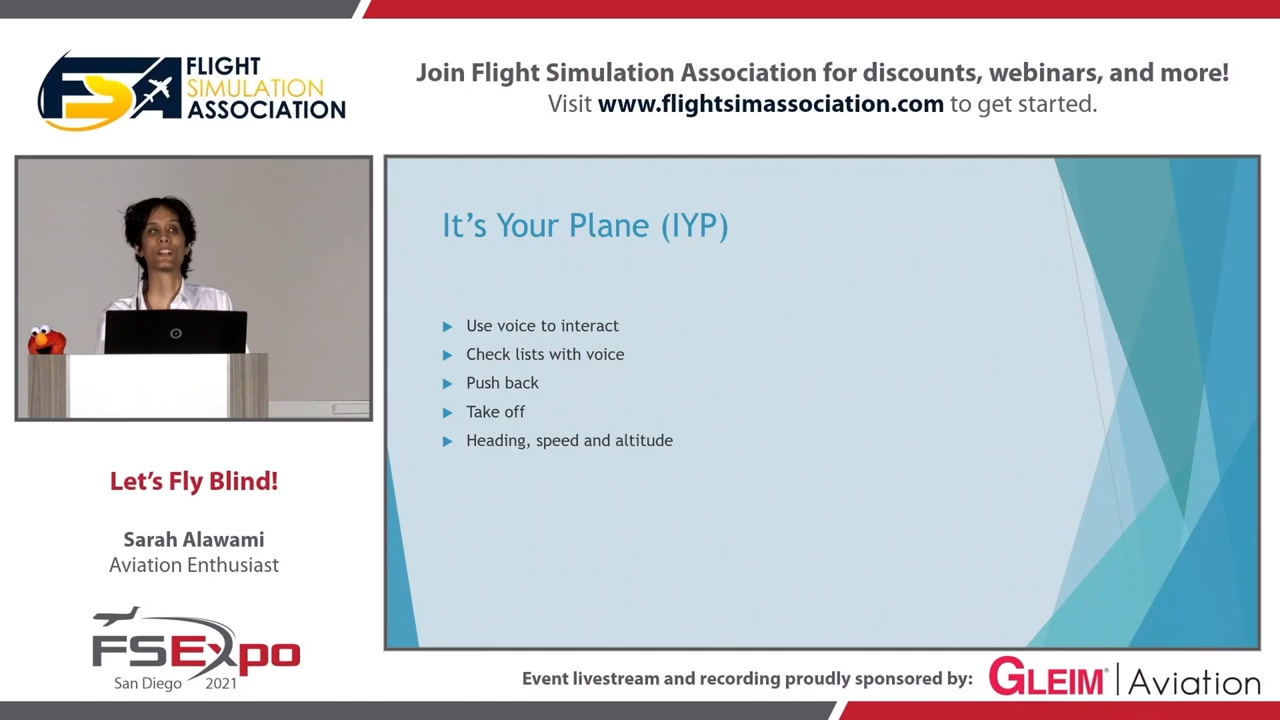 FLIGHT
SIMULATION
ASSOCIATION
Join Flight Simulation Association for discounts, webinars, and more!
Visit www.flightsimassociation.com to get started.
It's Your Plane (IYP)
Use voice to interact
Check lists with voice
Push back
Take off
Heading, speed and altitude
Let's Fly Blind!
Sarah Alawami
Aviation Enthusiast
FSExpo
San Diego 2021
Event livestream and recording proudly sponsored by:
GLEIM® | Aviation